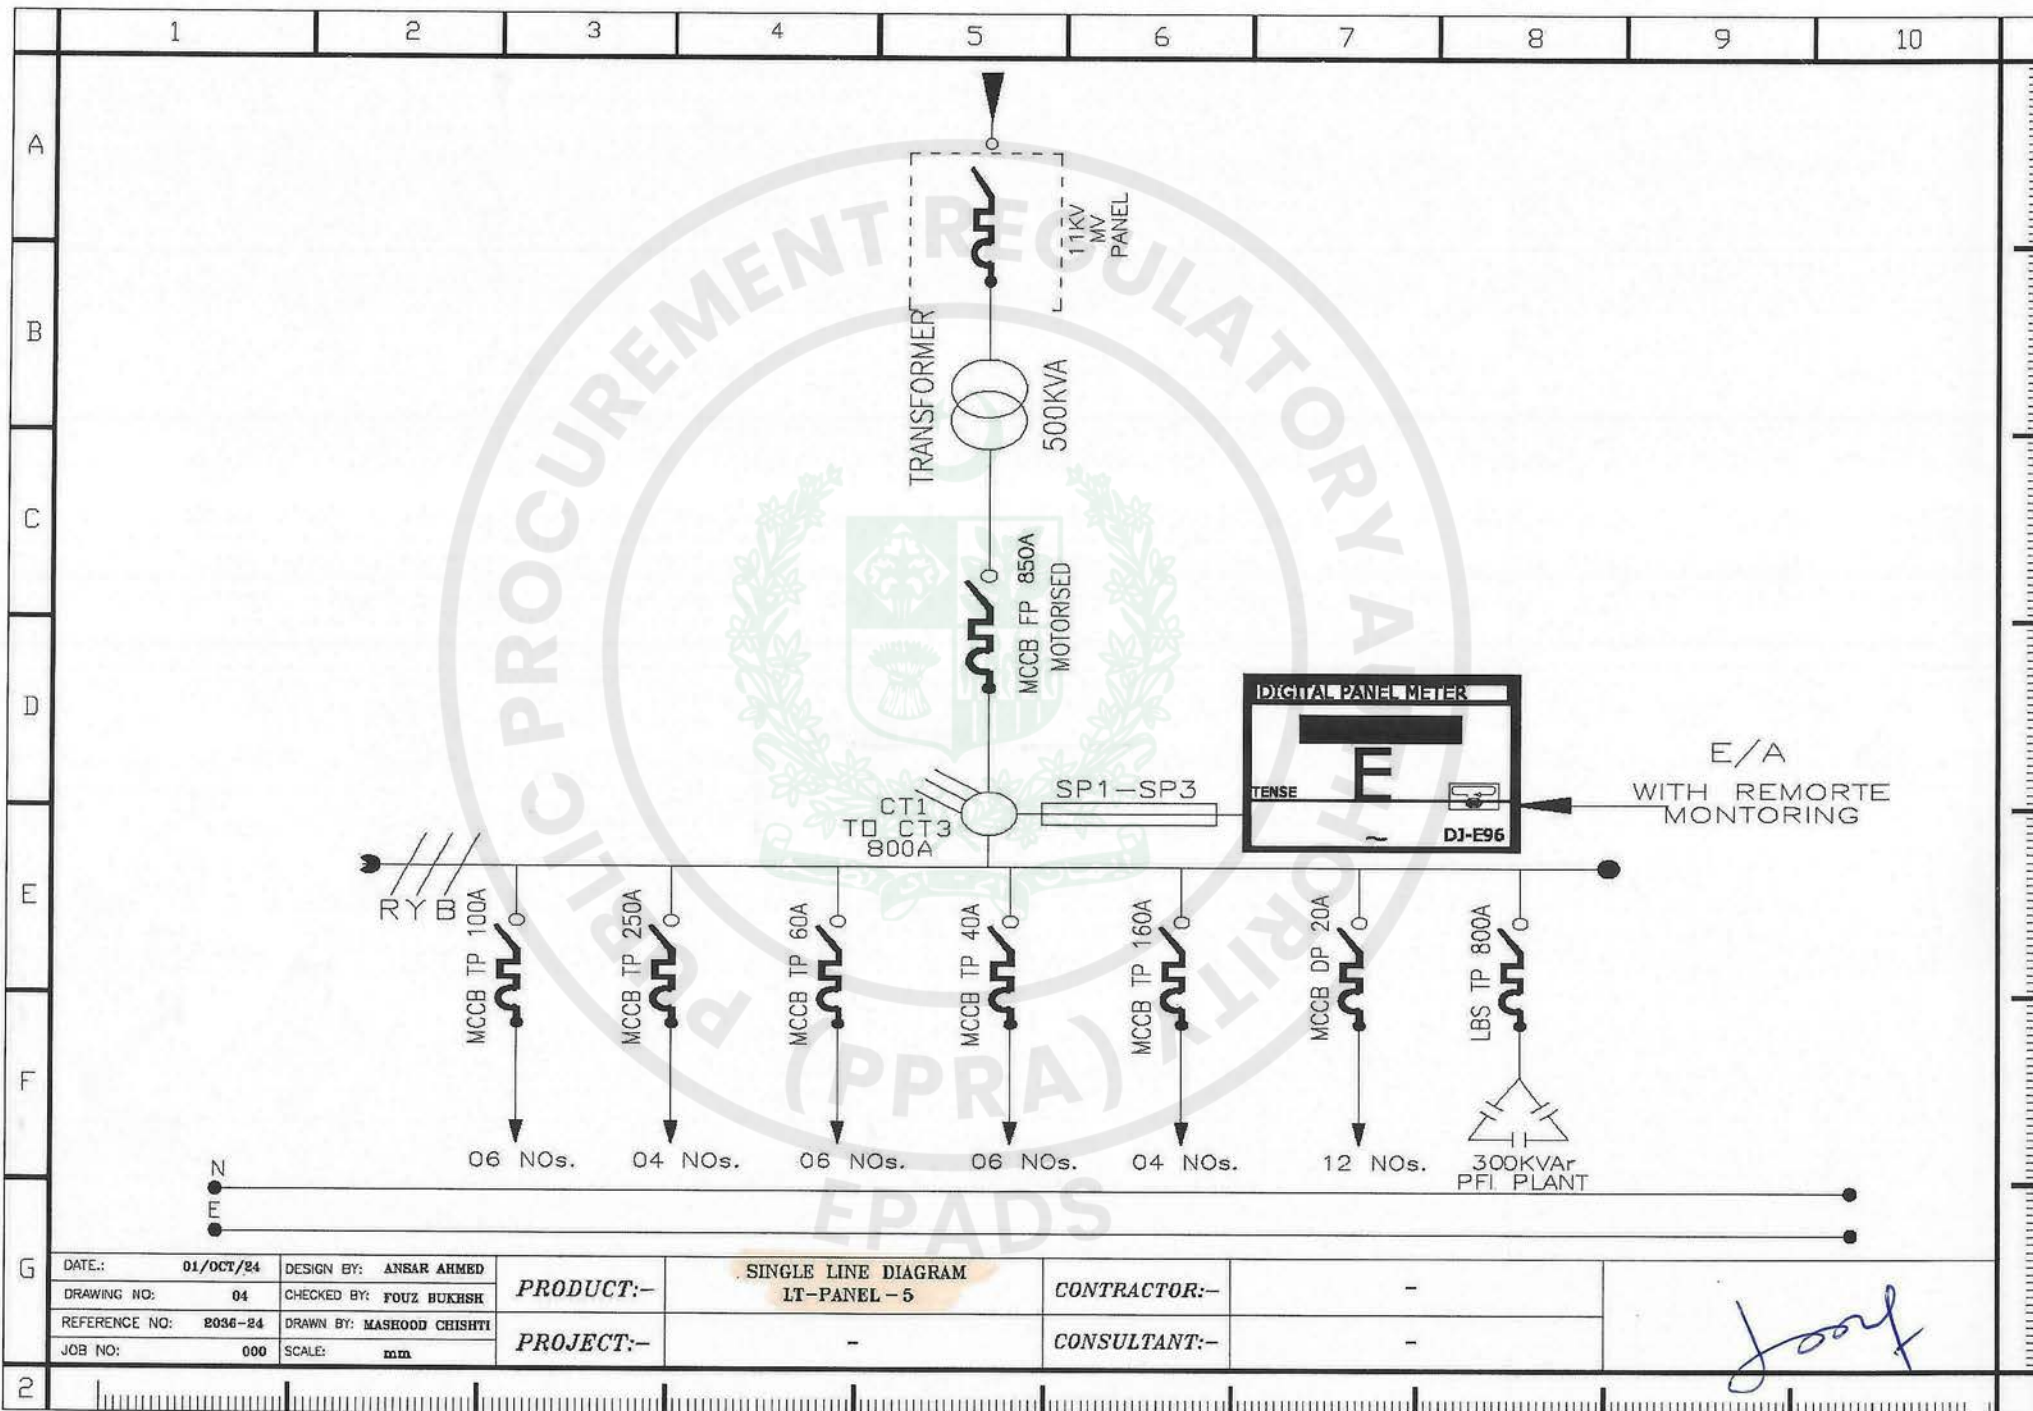 1 2 3 4 5 6 7 8 9 10
A
B
C
D
E
F
G
2
PUBLIC PROCUREMENT REGULATORY AUTHORITY
(PPRA)
EPADS
11KV
MV
PANEL
TRANSFORMER
500KVA
MCCB FP 850A
MOTORISED
DIGITAL PANEL METER
E
TENSE
~
DJ-E96
E/A
WITH REMORTE
MONTORING
SP1-SP3
CT1
TO CT3
800A
RYB
MCCB TP 100A
MCCB TP 250A
MCCB TP 60A
MCCB TP 40A
MCCB TP 160A
MCCB DP 20A
LBS TP 800A
06 NOs.
04 NOs.
06 NOs.
06 NOs.
04 NOs.
12 NOs.
300KVAr
PFI. PLANT
N
E
DATE.: 01/OCT/24
DESIGN BY: ANSAR AHMED
DRAWING NO: 04
CHECKED BY: FOUZ BUKHSH
REFERENCE NO: 2036-24
DRAWN BY: MASHOOD CHISHTI
JOB NO: 000
SCALE: mm
PRODUCT:-
SINGLE LINE DIAGRAM
LT-PANEL-5
CONTRACTOR:- -
PROJECT:- -
CONSULTANT:- -